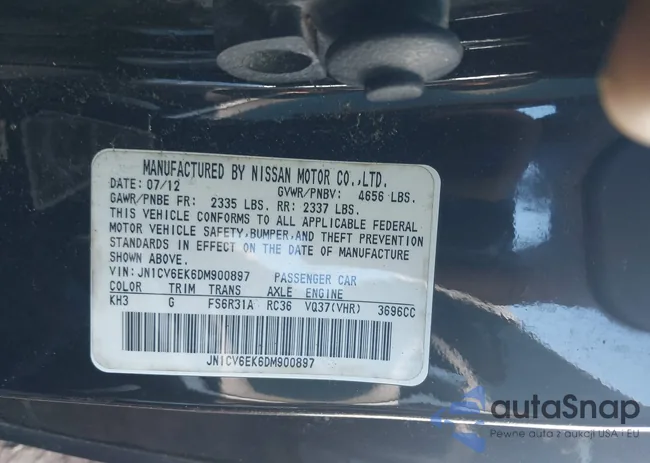 MANUFACTURED BY NISSAN MOTOR CO.,LTD.
DATE: 07/12 GVWR/PNBV: 4656 LBS.
GAWR/PNBE FR: 2335 LBS. RR: 2337 LBS.
THIS VEHICLE CONFORMS TO ALL APPLICABLE FEDERAL
MOTOR VEHICLE SAFETY,BUMPER,AND THEFT PREVENTION
STANDARDS IN EFFECT ON THE DATE OF MANUFACTURE
SHOWN ABOVE.
VIN: JN1CV6EK6DM900897 PASSENGER CAR
COLOR TRIM TRANS AXLE ENGINE
KH3 G FS6R31A RC36 VQ37(VHR) 3696CC
JN1CV6EK6DM900897
autaSnap
Pewne auta z aukcji USA i EU